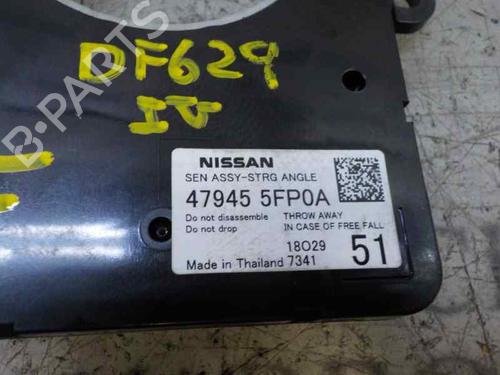 B-PARTS
DF629
IV
NISSAN
SEN ASSY-STRG ANGLE
47945 5FP0A
Do not disassemble THROW AWAY
Do not drop IN CASE OF FREE FALL
18029
Made in Thailand 7341 51